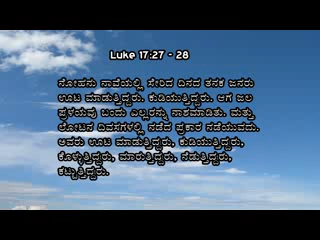 Luke 17:27 - 28
ನೋಹನು ನಾವೆಯಲ್ಲಿ ಸೇರಿದ ದಿನದ ತನಕ ಜನರು
ಊಟ ಮಾಡುತ್ತಿದ್ದರು. ಕುಡಿಯುತ್ತಿದ್ದರು. ಆಗ ಜಲ
ಪ್ರಳಯವು ಬಂದು ಎಲ್ಲರನ್ನು ನಾಶಮಾಡಿತು. ಮತ್ತು
ಲೋಟನ ದಿವಸಗಳಲ್ಲಿ ನಡೆದ ಪ್ರಕಾರ ನಡೆಯುವದು.
ಅವರು ಊಟ ಮಾಡುತ್ತಿದ್ದರು, ಕುಡಿಯುತ್ತಿದ್ದರು,
ಕೊಳ್ಳುತ್ತಿದ್ದರು, ಮಾರುತ್ತಿದ್ದರು, ನೆಡುತ್ತಿದ್ದರು,
ಕಟ್ಟುತ್ತಿದ್ದರು.